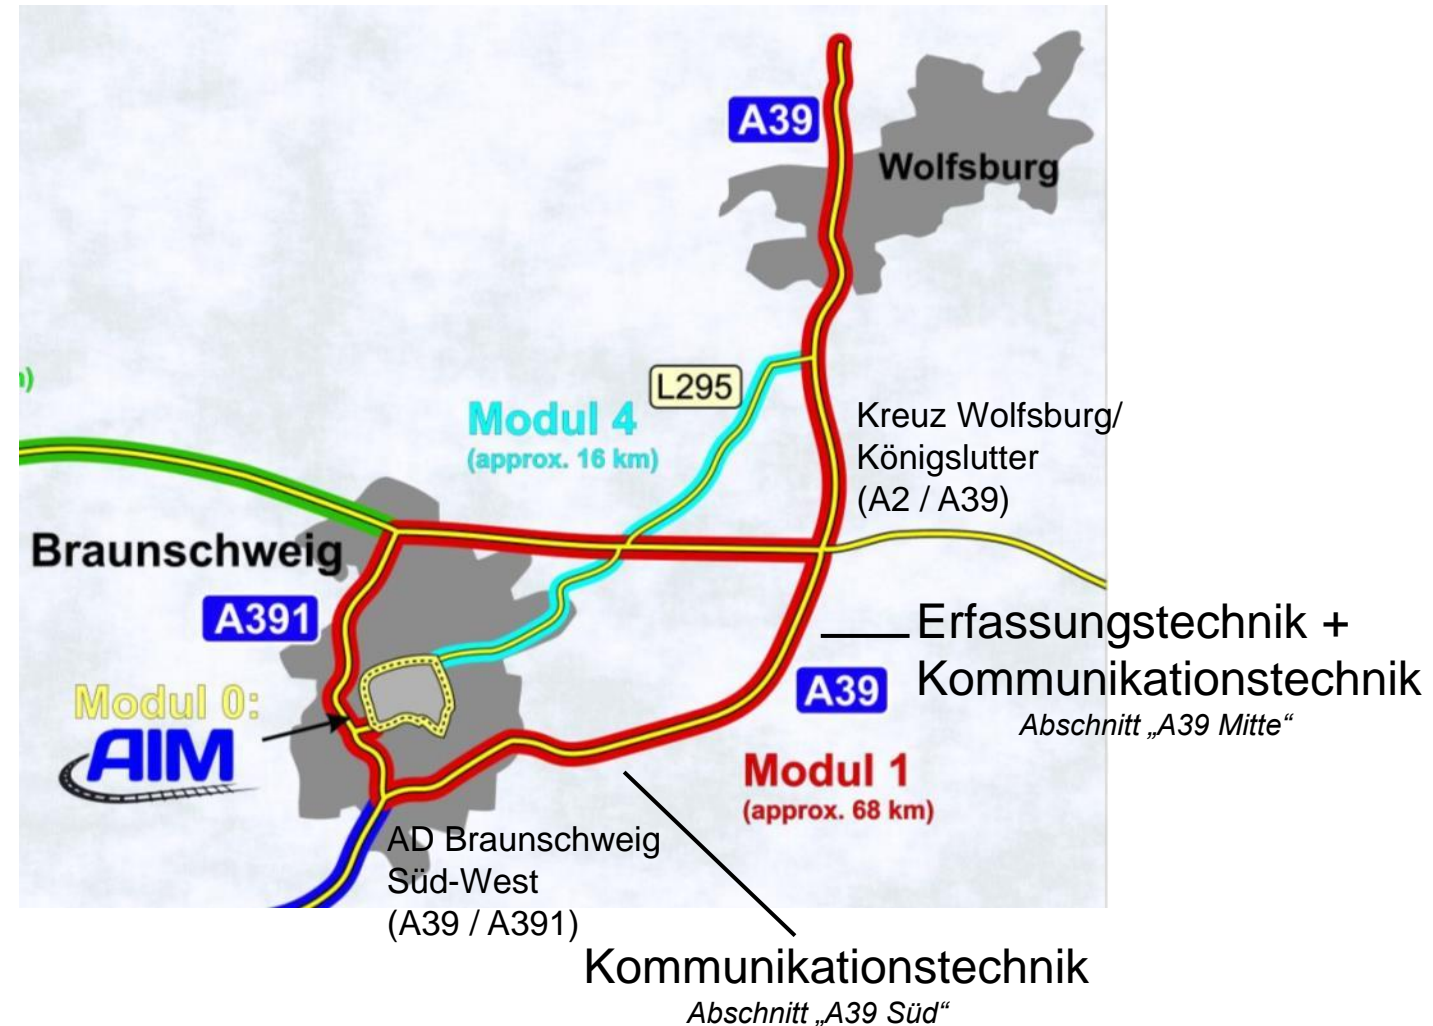 A39
Wolfsburg
)
L295
Modul 4
(approx. 16 km)
Kreuz Wolfsburg/
Königslutter
(A2 / A39)
Braunschweig
A391
Erfassungstechnik +
Kommunikationstechnik
Abschnitt „A39 Mitte“
A39
Modul 0:
AIM
Modul 1
(approx. 68 km)
AD Braunschweig
Süd-West
(A39 / A391)
Kommunikationstechnik
Abschnitt „A39 Süd“